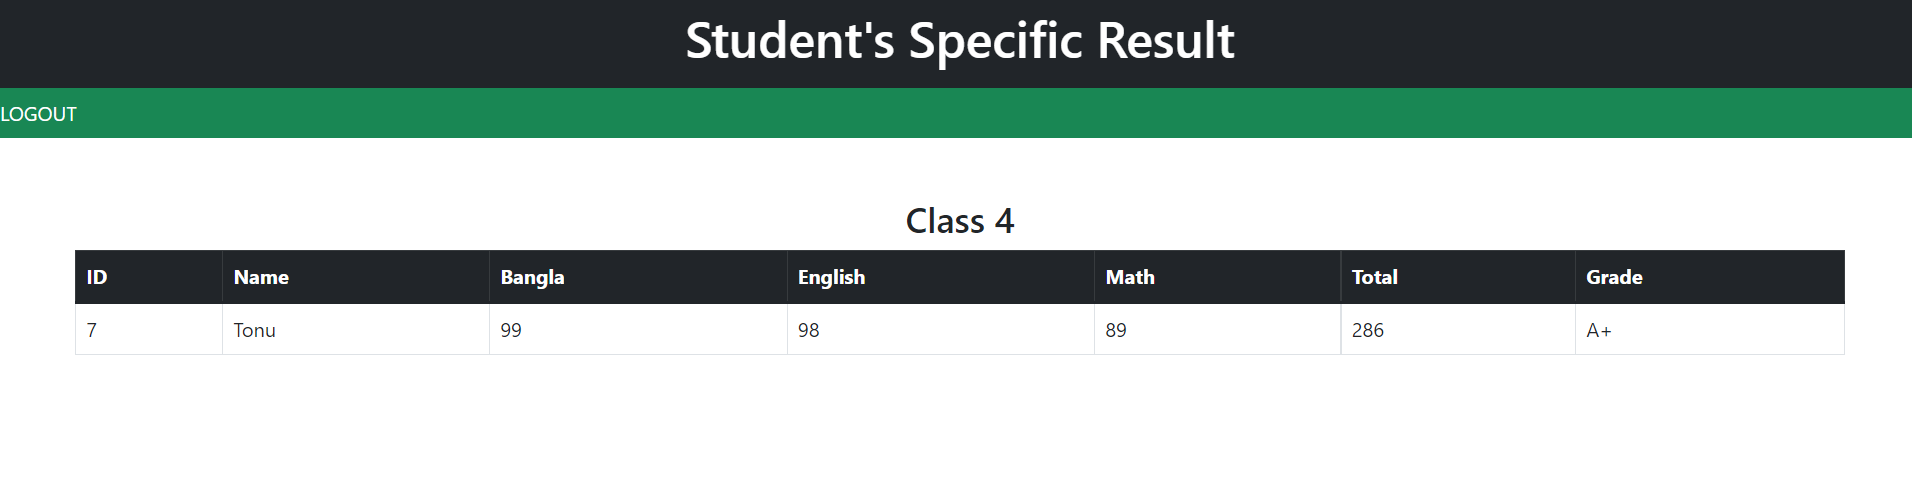 Student's Specific Result
LOGOUT
Class 4
ID Name Bangla English Math Total Grade
7 Tonu 99 98 89 286 A+